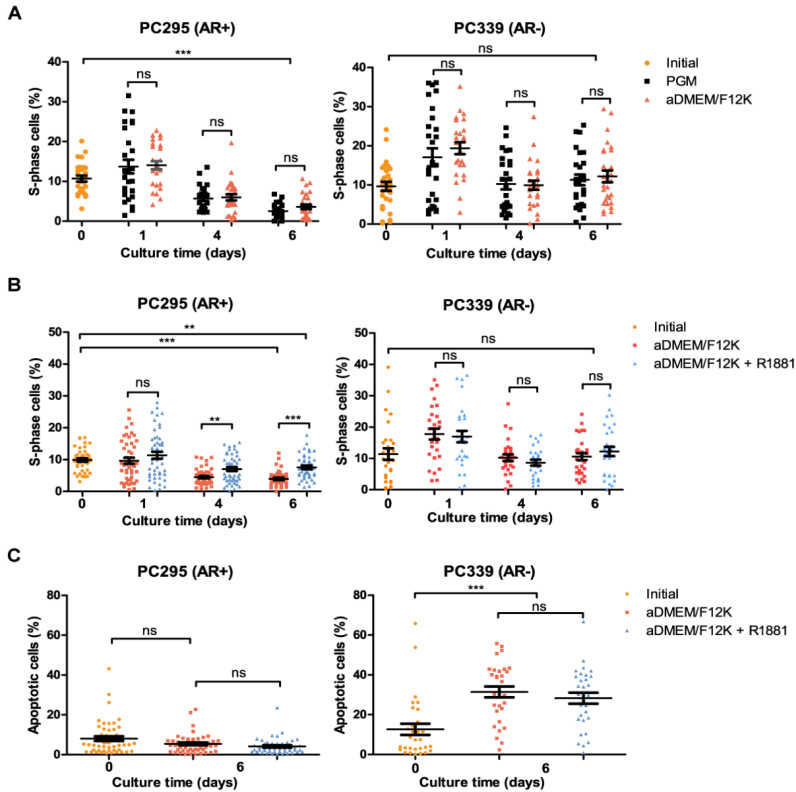 A
PC295 (AR+)
PC339 (AR-)
***
ns
ns
ns
ns
ns
ns
ns
ns
Initial
PGM
aDMEM/F12K
S-phase cells (%)
40
30
20
10
0
0 1 4 6
Culture time (days)
S-phase cells (%)
50
40
30
20
10
0
0 1 4 6
Culture time (days)
B
PC295 (AR+)
PC339 (AR-)
**
***
ns
**
***
ns
ns
ns
ns
Initial
aDMEM/F12K
aDMEM/F12K + R1881
S-phase cells (%)
50
40
30
20
10
0
0 1 4 6
Culture time (days)
S-phase cells (%)
50
40
30
20
10
0
0 1 4 6
Culture time (days)
C
PC295 (AR+)
PC339 (AR-)
ns
ns
***
ns
Initial
aDMEM/F12K
aDMEM/F12K + R1881
Apoptotic cells (%)
80
60
40
20
0
0 6
Culture time (days)
Apoptotic cells (%)
80
60
40
20
0
0 6
Culture time (days)